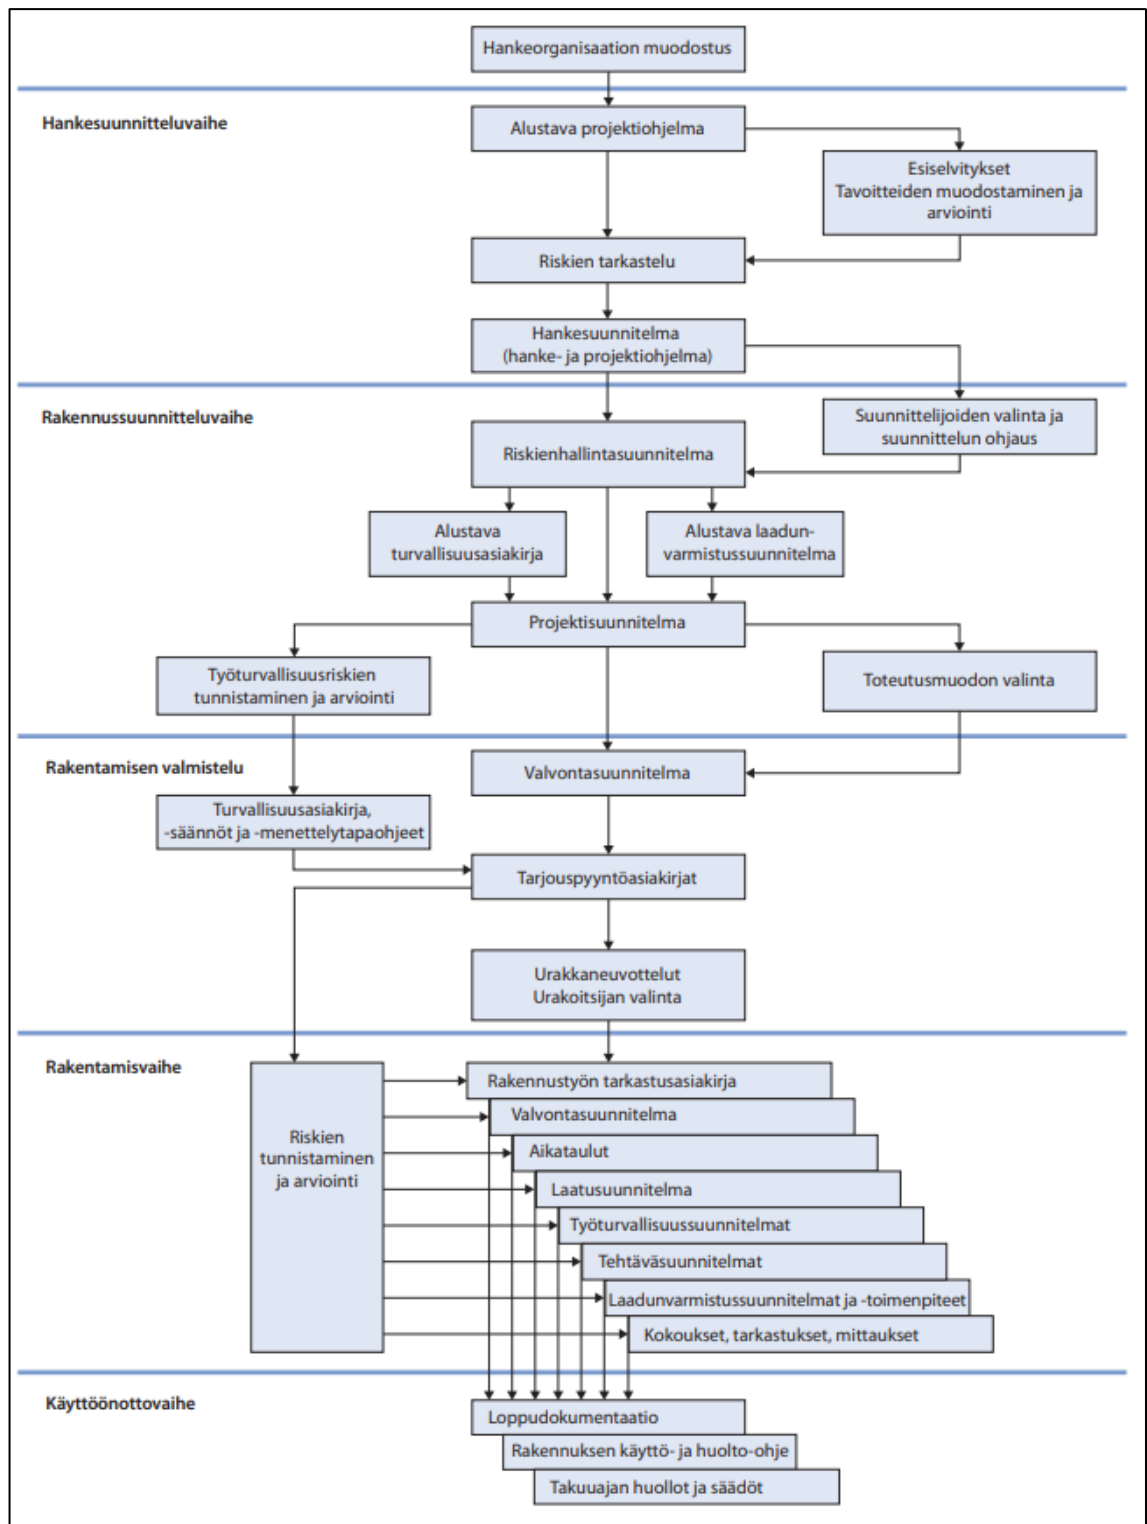 Hankeorganisaation muodostus
Hankesuunnitteluvaihe
Alustava projektiohjelma
Esiselvitykset
Tavoitteiden muodostaminen ja
arviointi
Riskien tarkastelu
Hankesuunnitelma
(hanke- ja projektiohjelma)
Rakennussuunnitteluvaihe
Suunnittelijoiden valinta ja
suunnittelun ohjaus
Riskienhallintasuunnitelma
Alustava
turvallisuusasiakirja
Alustava laadun-
varmistussuunnitelma
Projektisuunnitelma
Työturvallisuusriskien
tunnistaminen ja arviointi
Toteutusmuodon valinta
Rakentamisen valmistelu
Valvontasuunnitelma
Turvallisuusasiakirja,
-säännöt ja -menettelytapaohjeet
Tarjouspyyntöasiakirjat
Urakkaneuvottelut
Urakoitsijan valinta
Rakentamisvaihe
Riskien
tunnistaminen
ja arviointi
Rakennustyön tarkastusasiakirja
Valvontasuunnitelma
Aikataulut
Laatusuunnitelma
Työturvallisuussuunnitelmat
Tehtäväsuunnitelmat
Laadunvarmistussuunnitelmat ja -toimenpiteet
Kokoukset, tarkastukset, mittaukset
Käyttöönottovaihe
Loppudokumentaatio
Rakennuksen käyttö- ja huolto-ohje
Takuuajan huollot ja säädöt